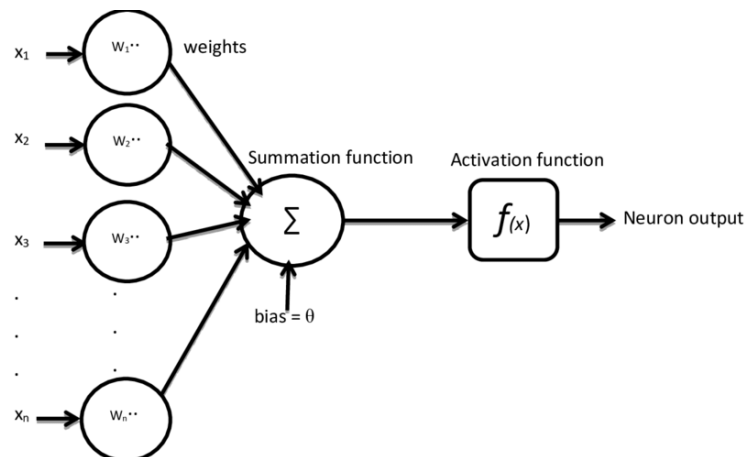 x₁
W₁..
weights
x₂
W₂..
Summation function
Activation function
x₃
W₃..
Σ
f(x)
Neuron output
bias = θ
. .
. .
. .
xₙ
Wₙ..